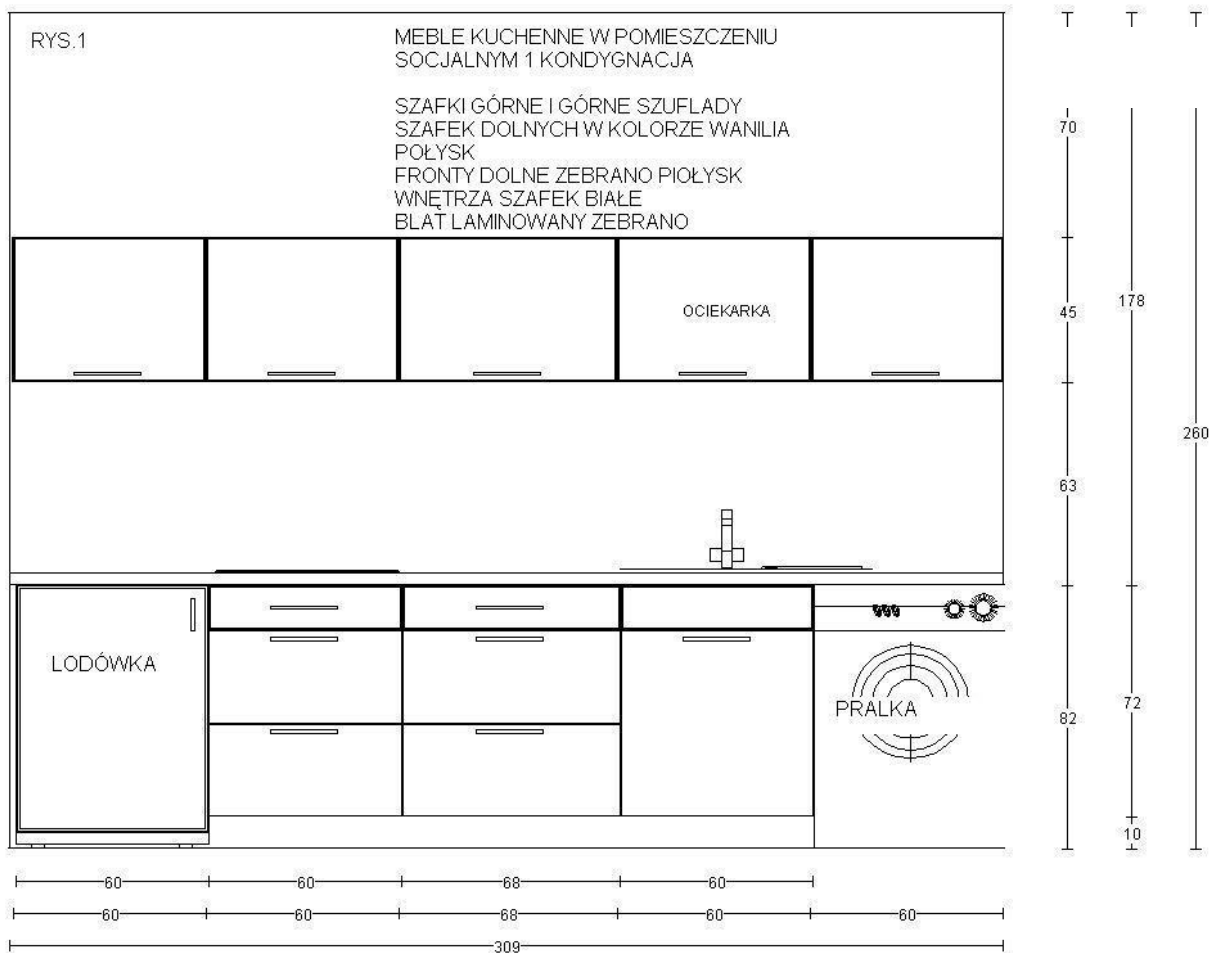 RYS.1
MEBLE KUCHENNE W POMIESZCZENIU
SOCJALNYM 1 KONDYGNACJA
SZAFKI GÓRNE I GÓRNE SZUFLADY
SZAFEK DOLNYCH W KOLORZE WANILIA
POŁYSK
FRONTY DOLNE ZEBRANO PIOŁYSK
WNĘTRZA SZAFEK BIAŁE
BLAT LAMINOWANY ZEBRANO
OCIEKARKA
LODÓWKA
PRALKA
70
45
63
82
178
72
10
260
60 60 68 60
60 60 68 60 60
309